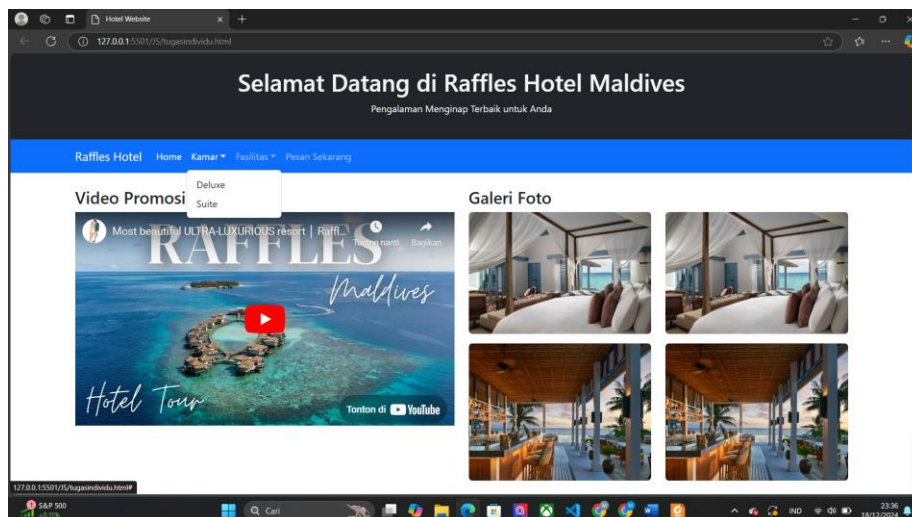 Hotel Website
127.0.0.1:5501/JS/tugasindividu.html
Selamat Datang di Raffles Hotel Maldives
Pengalaman Menginap Terbaik untuk Anda
Raffles Hotel Home Kamar Fasilitas Pesan Sekarang
Deluxe
Suite
Video Promosi
Galeri Foto
Most beautiful ULTRA-LUXURIOUS resort | Raffl...
Tonton nanti Bagikan
RAFFLES
Maldives
Hotel Tour
Tonton di YouTube
127.0.0.1:5501/JS/tugasindividu.html#
S&P 500
+0.11%
Cari
IND
23:36
18/12/2024